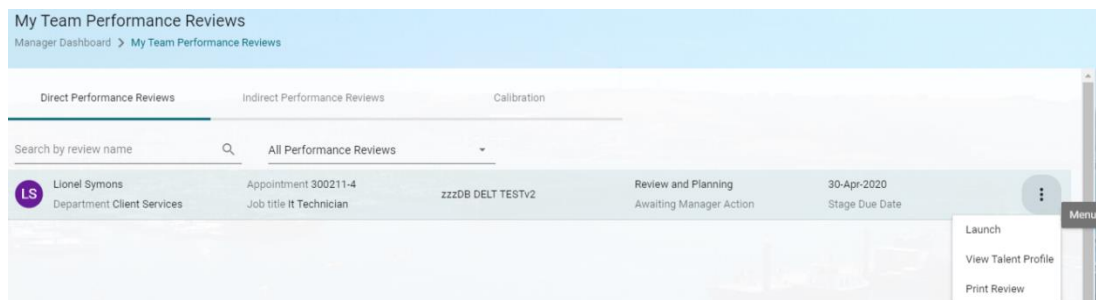 My Team Performance Reviews
Manager Dashboard > My Team Performance Reviews
Direct Performance Reviews Indirect Performance Reviews Calibration
Search by review name All Performance Reviews
LS Lionel Symons Appointment 300211-4 zzzDB DELT TESTv2 Review and Planning 30-Apr-2020
Department Client Services Job title It Technician Awaiting Manager Action Stage Due Date
Menu
Launch
View Talent Profile
Print Review